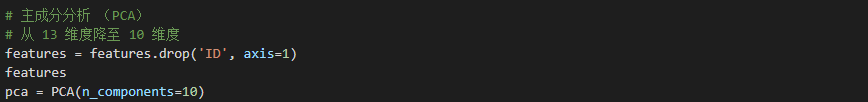 # 主成分分析 （PCA）
# 从 13 维度降至 10 维度
features = features.drop('ID', axis=1)
features
pca = PCA(n_components=10)